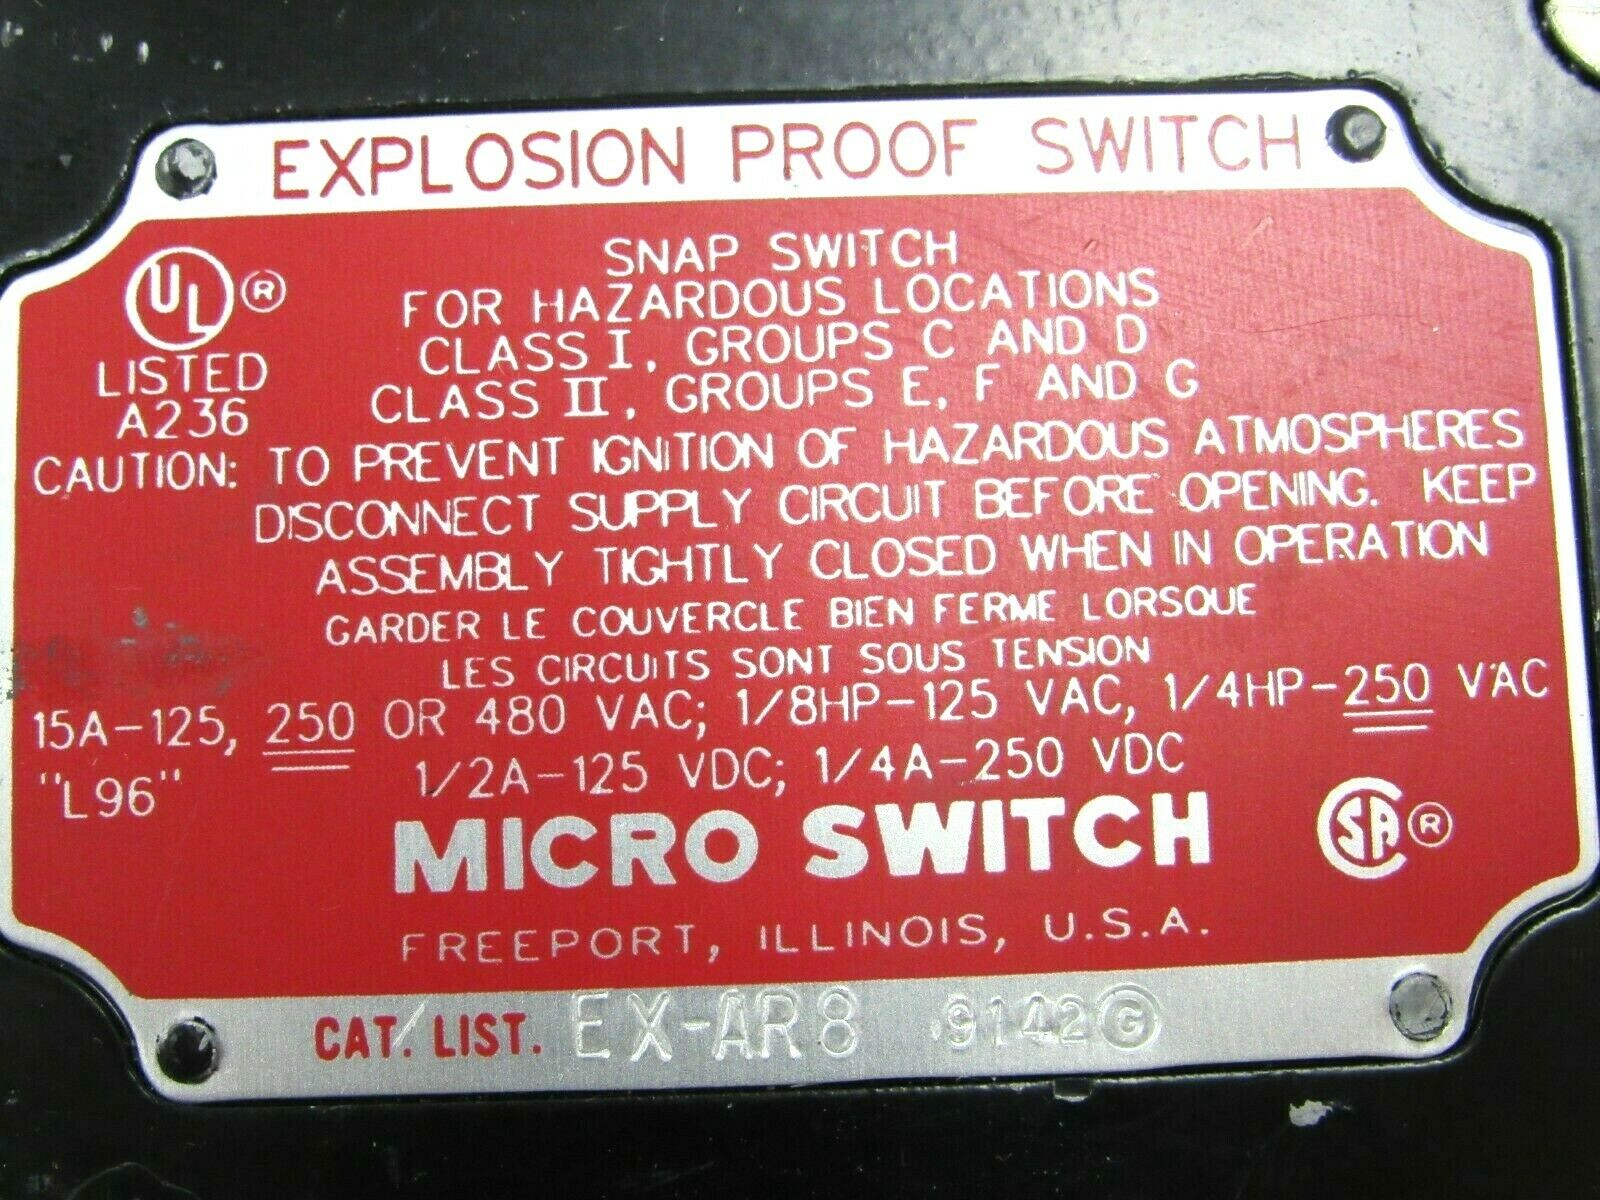 EXPLOSION PROOF SWITCH
UL ®
LISTED
A236
SNAP SWITCH
FOR HAZARDOUS LOCATIONS
CLASS I, GROUPS C AND D
CLASS II, GROUPS E, F AND G
CAUTION: TO PREVENT IGNITION OF HAZARDOUS ATMOSPHERES
DISCONNECT SUPPLY CIRCUIT BEFORE OPENING. KEEP
ASSEMBLY TIGHTLY CLOSED WHEN IN OPERATION
GARDER LE COUVERCLE BIEN FERME LORSQUE
LES CIRCUITS SONT SOUS TENSION
15A-125, 250 OR 480 VAC; 1/8HP-125 VAC, 1/4HP-250 VAC
"L96" 1/2A-125 VDC; 1/4A-250 VDC
MICRO SWITCH
CSA ®
FREEPORT, ILLINOIS, U.S.A.
CAT. LIST. EX-AR8 9142 G